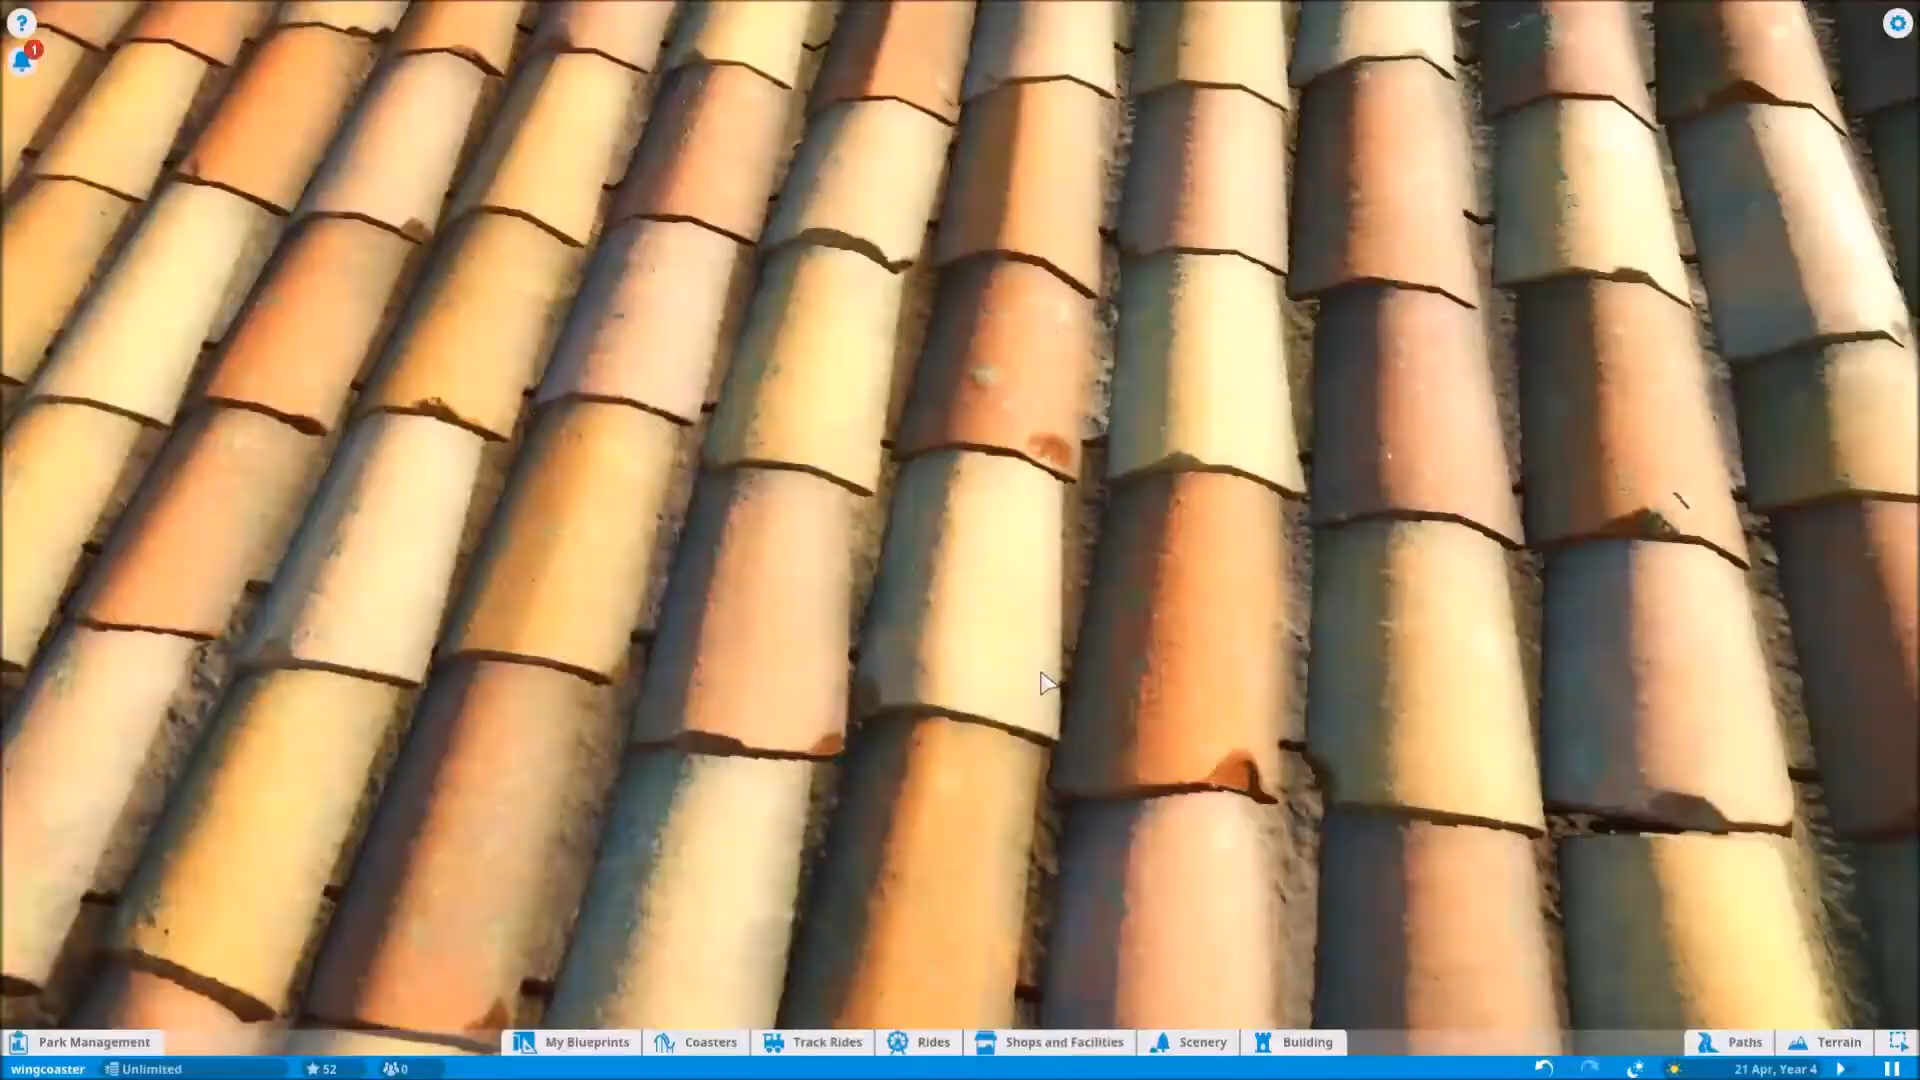 ?
1
Park Management
My Blueprints
Coasters
Track Rides
Rides
Shops and Facilities
Scenery
Building
Paths
Terrain
wingcoaster
Unlimited
52
0
21 Apr, Year 4